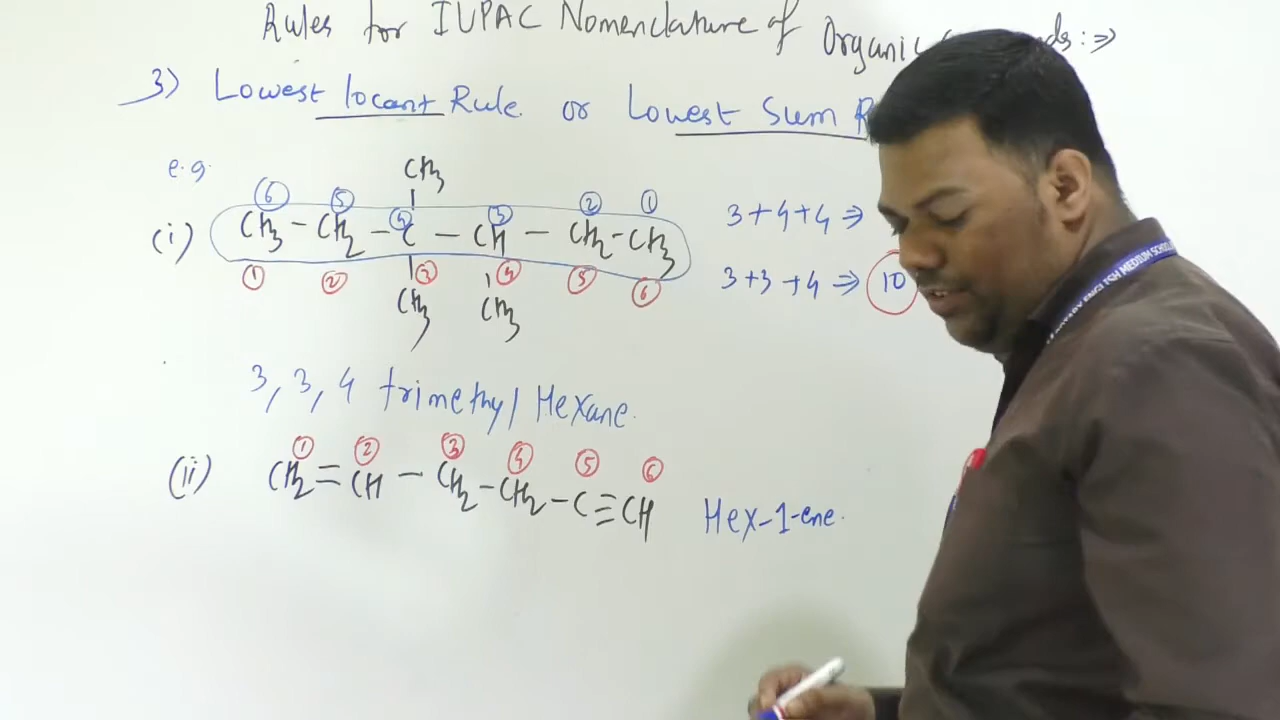 Rules for IUPAC Nomenclature of Organic
3) Lowest locant Rule or Lowest Sum
e.g.
CH3
6 5 4 3 2 1
(i) CH3 - CH2 - C - CH - CH2 - CH3
1 2 3 4 5 6
CH3 CH3
3+4+4 ⇒
3+3+4 ⇒ 10
3, 3, 4 trimethyl Hexane.
1 2 3 4 5 6
(ii) CH2 = CH - CH2 - CH2 - C ≡ CH Hex-1-ene.
ENGLISH MEDIUM SCHOOL